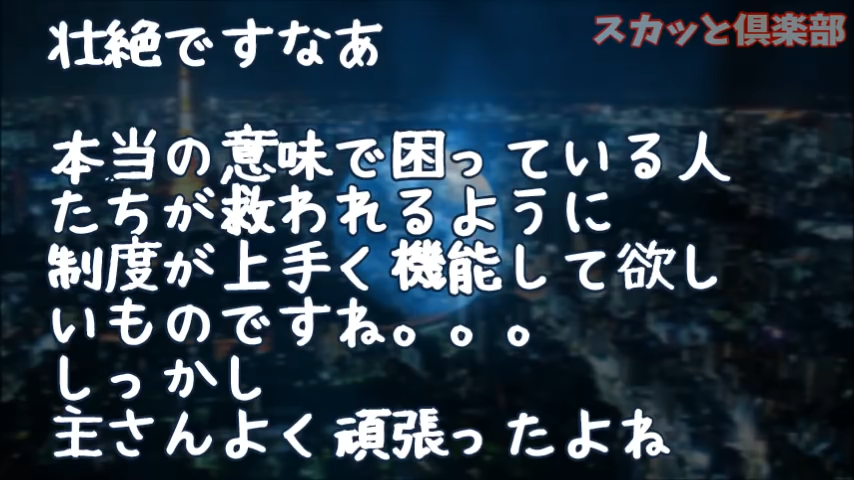 スカッと倶楽部
壮絶ですなあ
本当の意味で困っている人
たちが救われるように
制度が上手く機能して欲し
いものですね。。。
しっかし
主さんよく頑張ったよね